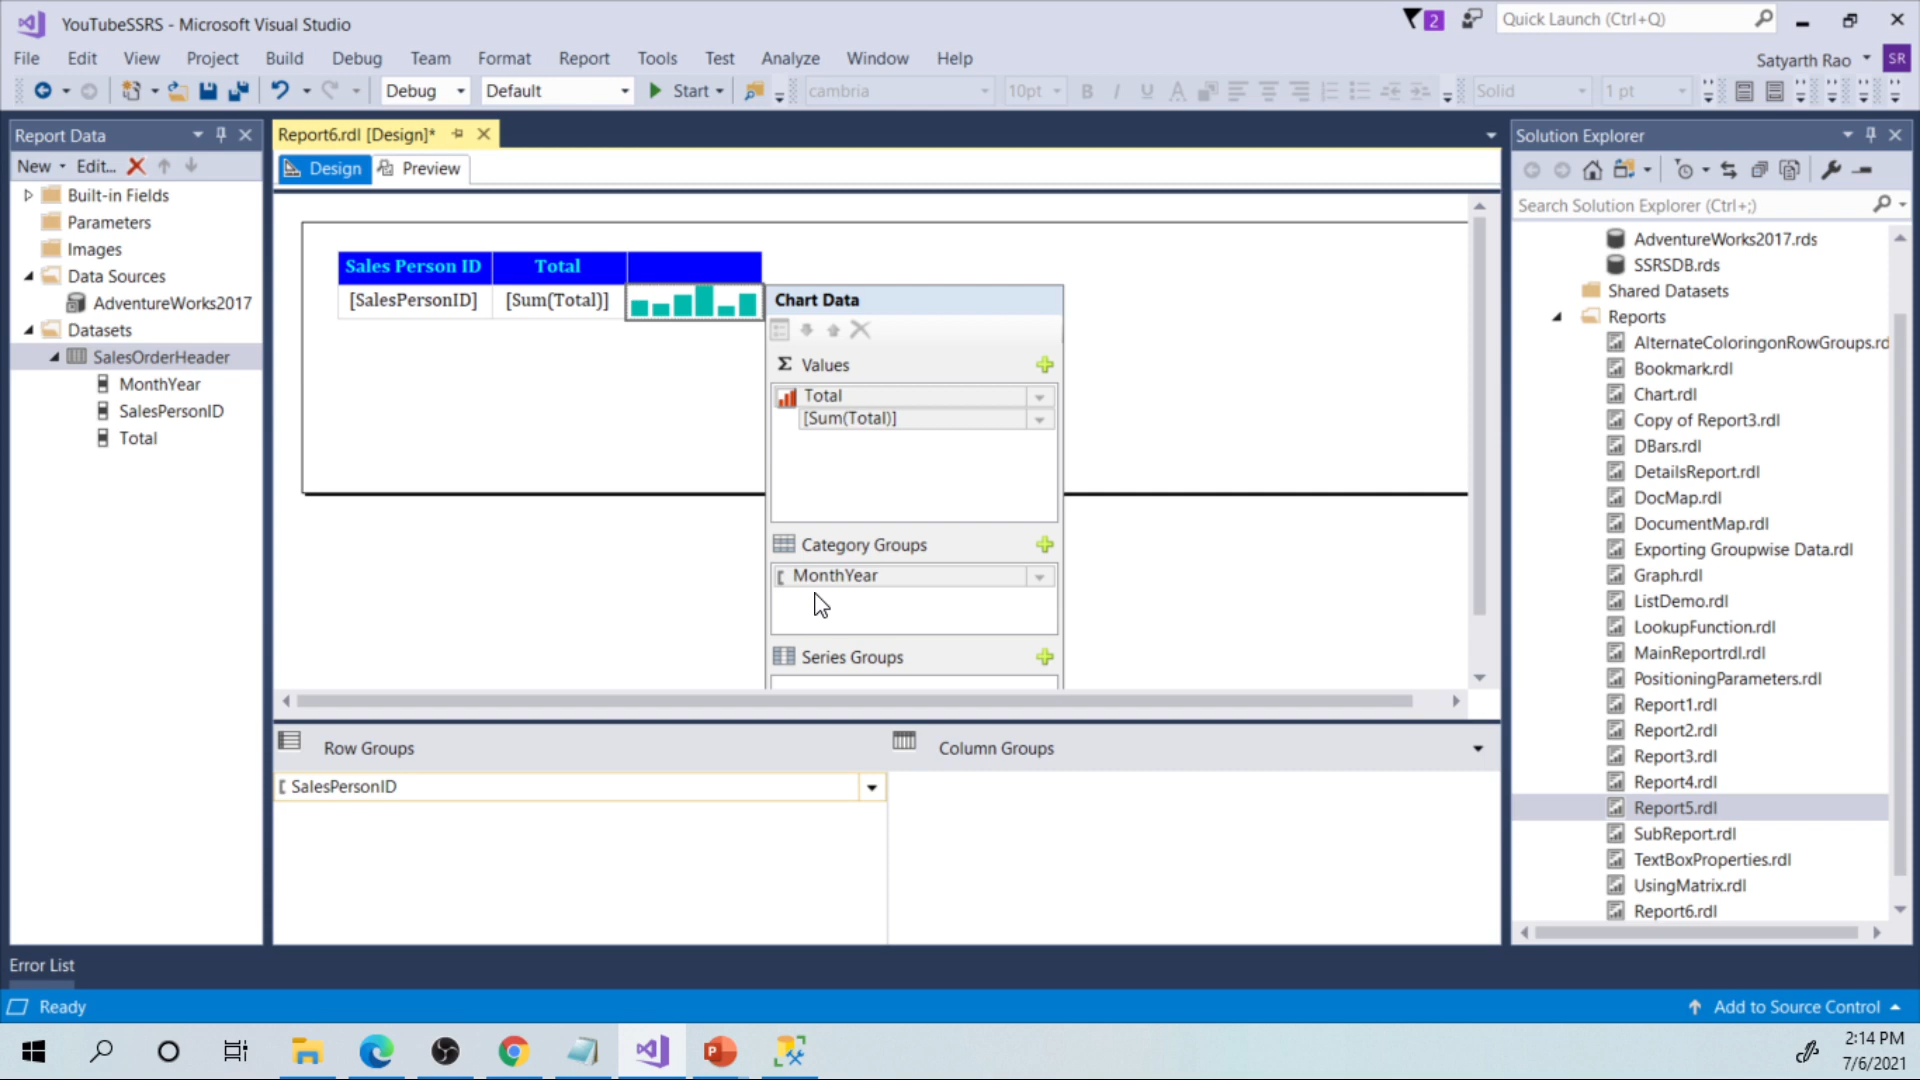 YouTubeSSRS - Microsoft Visual Studio
2
Quick Launch (Ctrl+Q)
File Edit View Project Build Debug Team Format Report Tools Test Analyze Window Help
Satyarth Rao
SR
Debug
Default
Start
cambria
10pt
B I U A
Solid
1 pt
Report Data
New
Edit...
Built-in Fields
Parameters
Images
Data Sources
AdventureWorks2017
Datasets
SalesOrderHeader
MonthYear
SalesPersonID
Total
Report6.rdl [Design]*
Design
Preview
Sales Person ID Total
[SalesPersonID] [Sum(Total)]
Chart Data
Σ Values
Total
[Sum(Total)]
Category Groups
MonthYear
Series Groups
Row Groups
SalesPersonID
Column Groups
Solution Explorer
Search Solution Explorer (Ctrl+;)
AdventureWorks2017.rds
SSRSDB.rds
Shared Datasets
Reports
AlternateColoringonRowGroups.rd
Bookmark.rdl
Chart.rdl
Copy of Report3.rdl
DBars.rdl
DetailsReport.rdl
DocMap.rdl
DocumentMap.rdl
Exporting Groupwise Data.rdl
Graph.rdl
ListDemo.rdl
LookupFunction.rdl
MainReportrdl.rdl
PositioningParameters.rdl
Report1.rdl
Report2.rdl
Report3.rdl
Report4.rdl
Report5.rdl
SubReport.rdl
TextBoxProperties.rdl
UsingMatrix.rdl
Report6.rdl
Error List
Ready
Add to Source Control
P
2:14 PM
7/6/2021